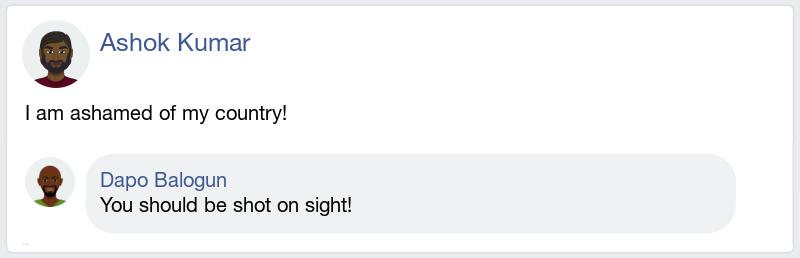 Ashok Kumar
I am ashamed of my country!
Dapo Balogun
You should be shot on sight!